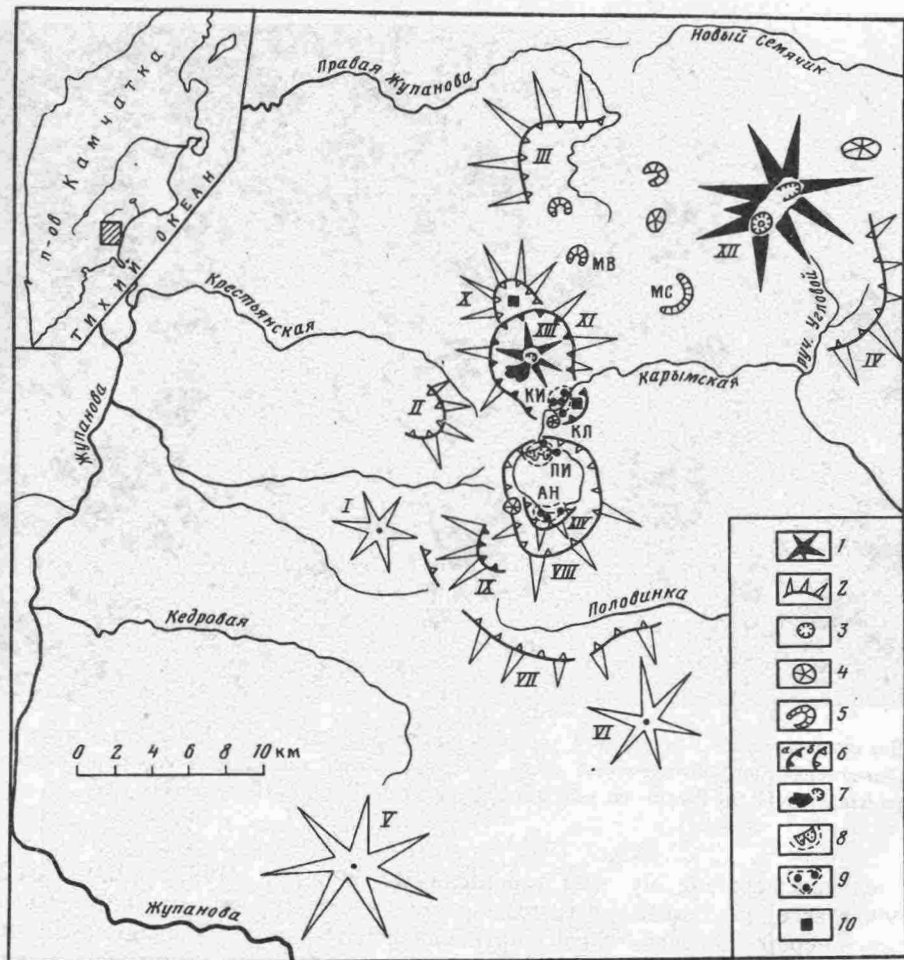 п-ов Камчатка
ТИХИЙ ОКЕАН
Правая Жупанова
Новый Семячик
III
XII
МВ
МС
X
XI
XIII
руч. Угловой
IV
Крестьянская
Карымская
КИ
КЛ
II
Жупанова
ПИ
АН
XIV
I
IX
VIII
Кедровая
Половинка
VII
VI
0 2 4 6 8 10 км
V
Жупанова
1
2
3
4
5
а б 6
7
8
9
10